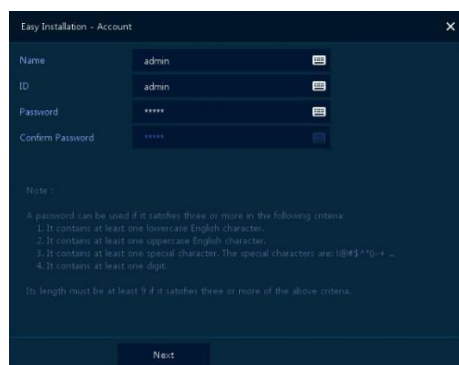 Easy Installation - Account
Name admin
ID admin
Password *****
Confirm Password *****
Note :
A password can be used if it satisfies three or more in the following criteria:
1. It contains at least one lowercase English character.
2. It contains at least one uppercase English character.
3. It contains at least one special character. The special characters are:
4. It contains at least one digit.
Its length must be at least 9 if it satisfies three or more of the above criteria.
Next